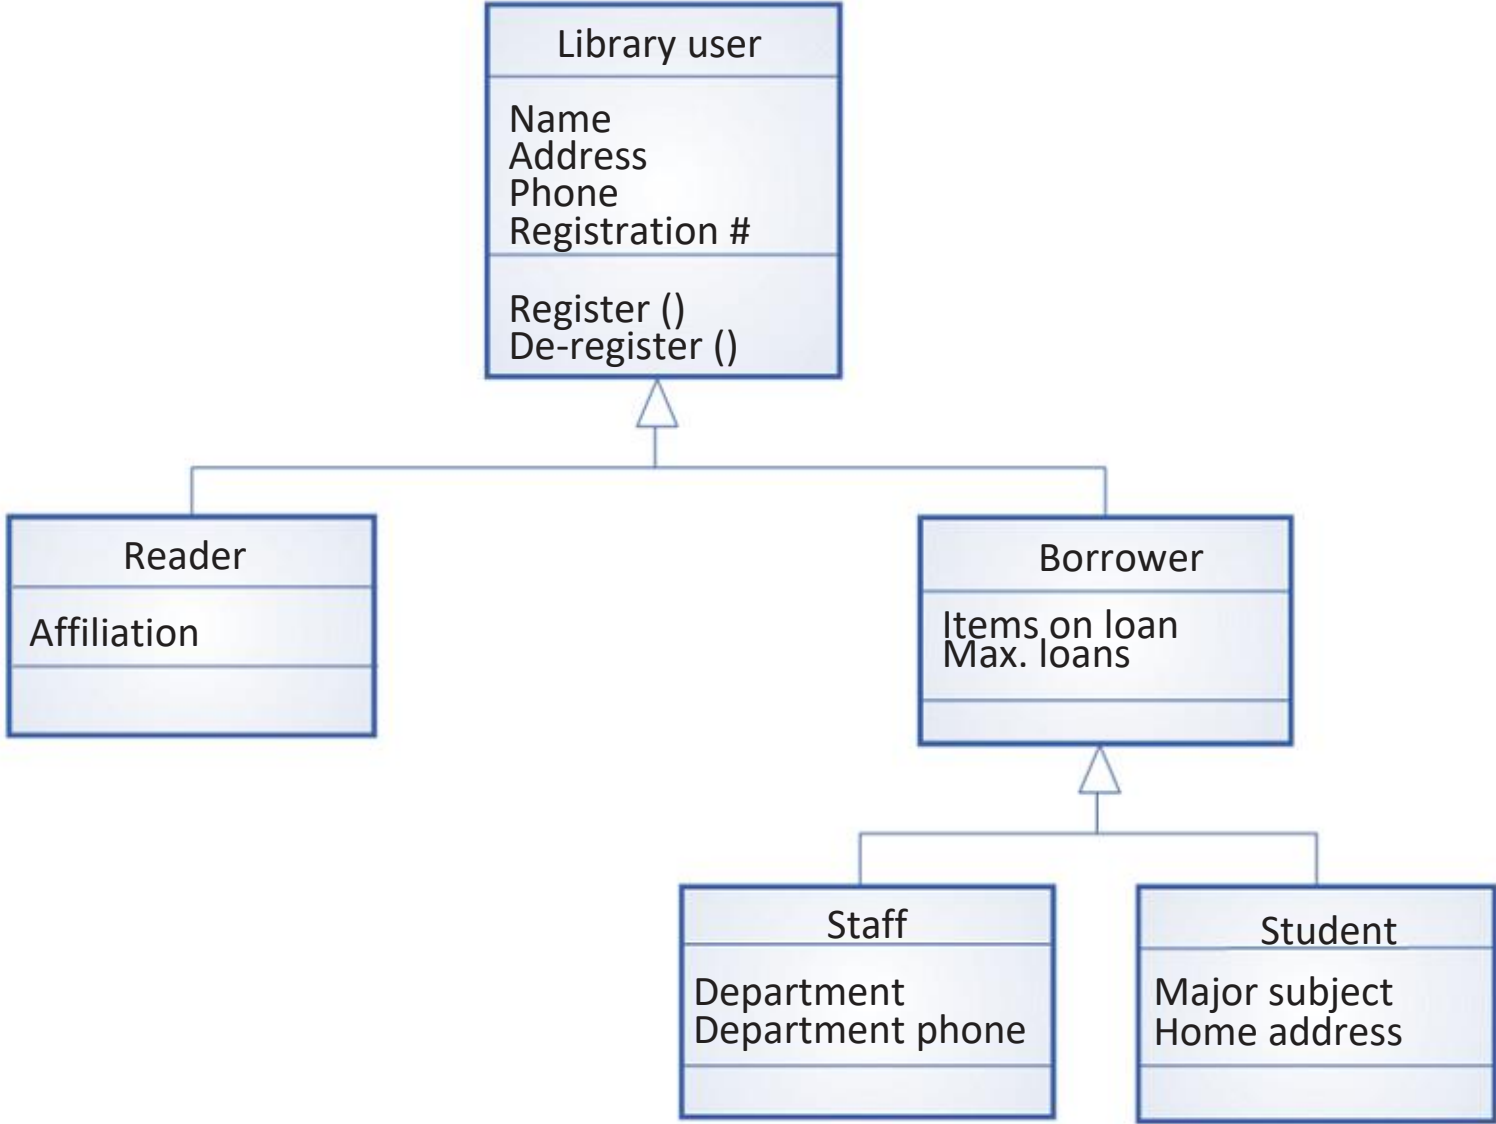 Library user
Name
Address
Phone
Registration #
Register ()
De-register ()
Reader
Affiliation
Borrower
Items on loan
Max. loans
Staff
Department
Department phone
Student
Major subject
Home address